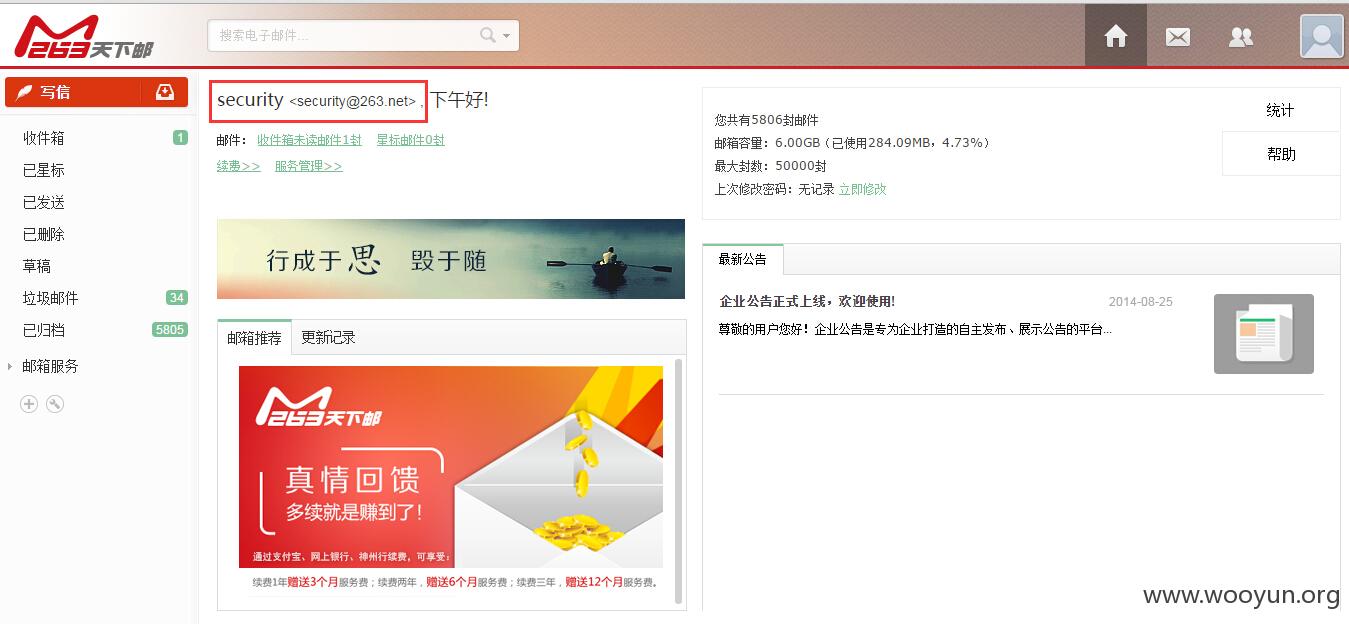 263天下邮
搜索电子邮件...
写信
收件箱 1
已星标
已发送
已删除
草稿
垃圾邮件 34
已归档 5805
邮箱服务
security <security@263.net>, 下午好!
邮件: 收件箱未读邮件1封 星标邮件0封
续费>> 服务管理>>
行成于思 毁于随
邮箱推荐 更新记录
263天下邮
真情回馈
多续就是赚到了!
通过支付宝、网上银行、神州行续费,可享受:
续费1年赠送3个月服务费;续费两年,赠送6个月服务费;续费三年,赠送12个月服务费。
您共有5806封邮件
邮箱容量: 6.00GB (已使用284.09MB, 4.73%)
最大封数: 50000封
上次修改密码: 无记录 立即修改
统计
帮助
最新公告
企业公告正式上线，欢迎使用! 2014-08-25
尊敬的用户您好! 企业公告是专为企业打造的自主发布、展示公告的平台...
www.wooyun.org